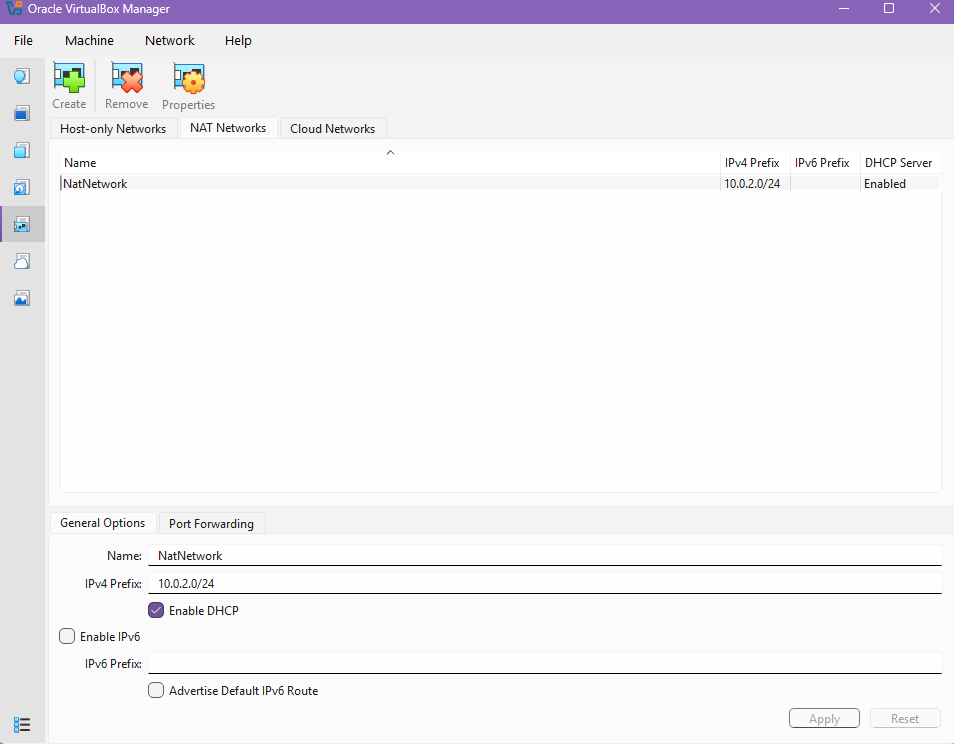 Oracle VirtualBox Manager
File Machine Network Help
Create Remove Properties
Host-only Networks NAT Networks Cloud Networks
Name IPv4 Prefix IPv6 Prefix DHCP Server
NatNetwork 10.0.2.0/24 Enabled
General Options Port Forwarding
Name: NatNetwork
IPv4 Prefix: 10.0.2.0/24
Enable DHCP
Enable IPv6
IPv6 Prefix:
Advertise Default IPv6 Route
Apply Reset